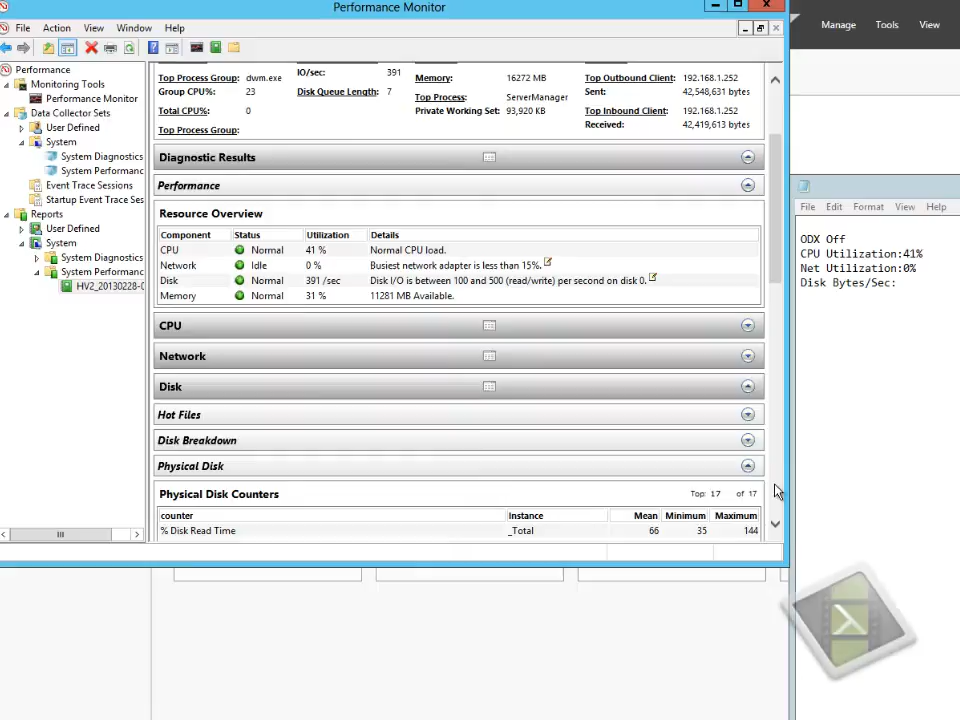 Performance Monitor
File Action View Window Help
Manage Tools View
Performance
Monitoring Tools
Performance Monitor
Data Collector Sets
User Defined
System
System Diagnostics
System Performanc
Event Trace Sessions
Startup Event Trace Ses
Reports
User Defined
System
System Diagnostics
System Performanc
HV2_20130228-0
Top Process Group: dwm.exe
Group CPU%: 23
Total CPU%: 0
Top Process Group:
IO/sec: 391
Disk Queue Length: 7
Memory: 16272 MB
Top Process: ServerManager
Private Working Set: 93,920 KB
Top Outbound Client: 192.168.1.252
Sent: 42,548,631 bytes
Top Inbound Client: 192.168.1.252
Received: 42,419,613 bytes
Diagnostic Results
Performance
Resource Overview
Component Status Utilization Details
CPU Normal 41 % Normal CPU load.
Network Idle 0 % Busiest network adapter is less than 15%.
Disk Normal 391 /sec Disk I/O is between 100 and 500 (read/write) per second on disk 0.
Memory Normal 31 % 11281 MB Available.
CPU
Network
Disk
Hot Files
Disk Breakdown
Physical Disk
Physical Disk Counters Top: 17 of 17
counter Instance Mean Minimum Maximum
% Disk Read Time _Total 66 35 144
File Edit Format View Help
ODX Off
CPU Utilization:41%
Net Utilization:0%
Disk Bytes/Sec: